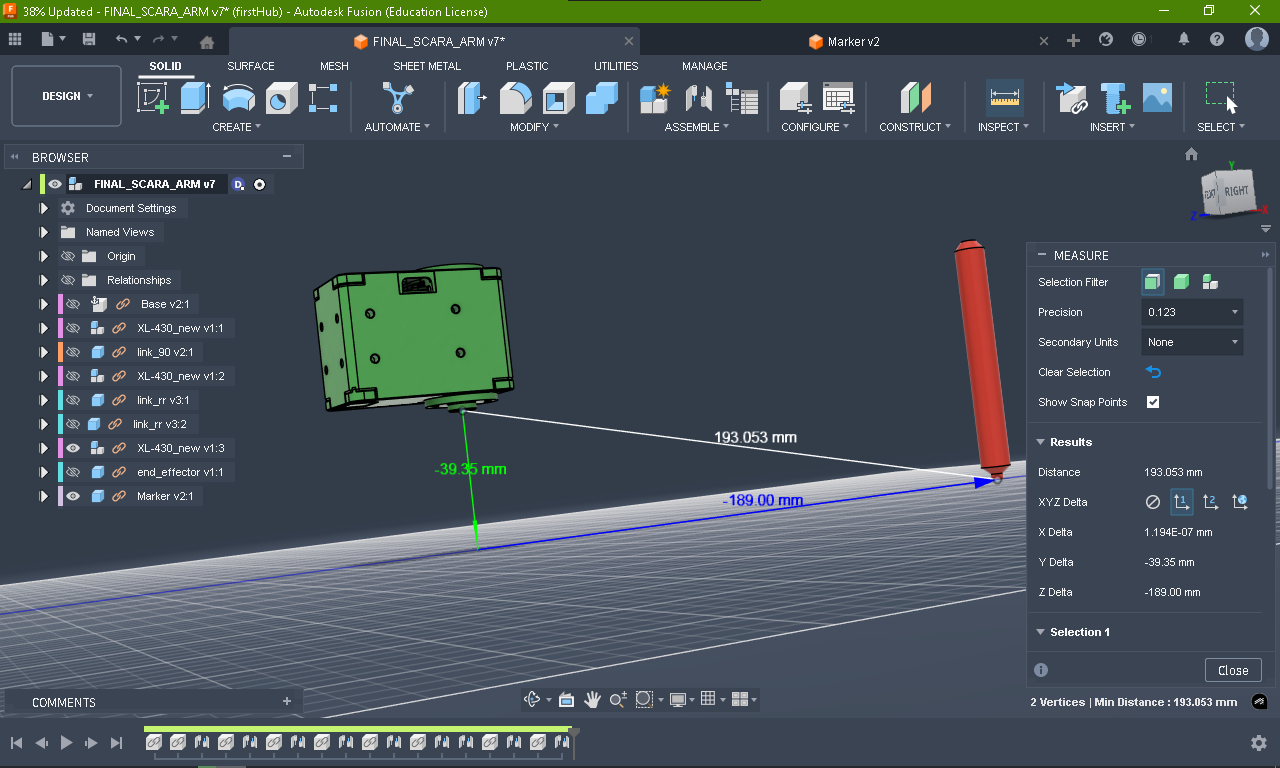 38% Updated - FINAL_SCARA_ARM v7* (firstHub) - Autodesk Fusion (Education License)
FINAL_SCARA_ARM v7*
Marker v2
SOLID SURFACE MESH SHEET METAL PLASTIC UTILITIES MANAGE
DESIGN
CREATE AUTOMATE MODIFY ASSEMBLE CONFIGURE CONSTRUCT INSPECT INSERT SELECT
BROWSER
FINAL_SCARA_ARM v7
Document Settings
Named Views
Origin
Relationships
Base v2:1
XL-430_new v1:1
link_90 v2:1
XL-430_new v1:2
link_rr v3:1
link_rr v3:2
XL-430_new v1:3
end_effector v1:1
Marker v2:1
193.053 mm
-39.35 mm
-189.00 mm
Y
RIGHT
Z
X
MEASURE
Selection Filter
Precision 0.123
Secondary Units None
Clear Selection
Show Snap Points
Results
Distance 193.053 mm
XYZ Delta
X Delta 1.194E-07 mm
Y Delta -39.35 mm
Z Delta -189.00 mm
Selection 1
Close
COMMENTS
2 Vertices | Min Distance : 193.053 mm